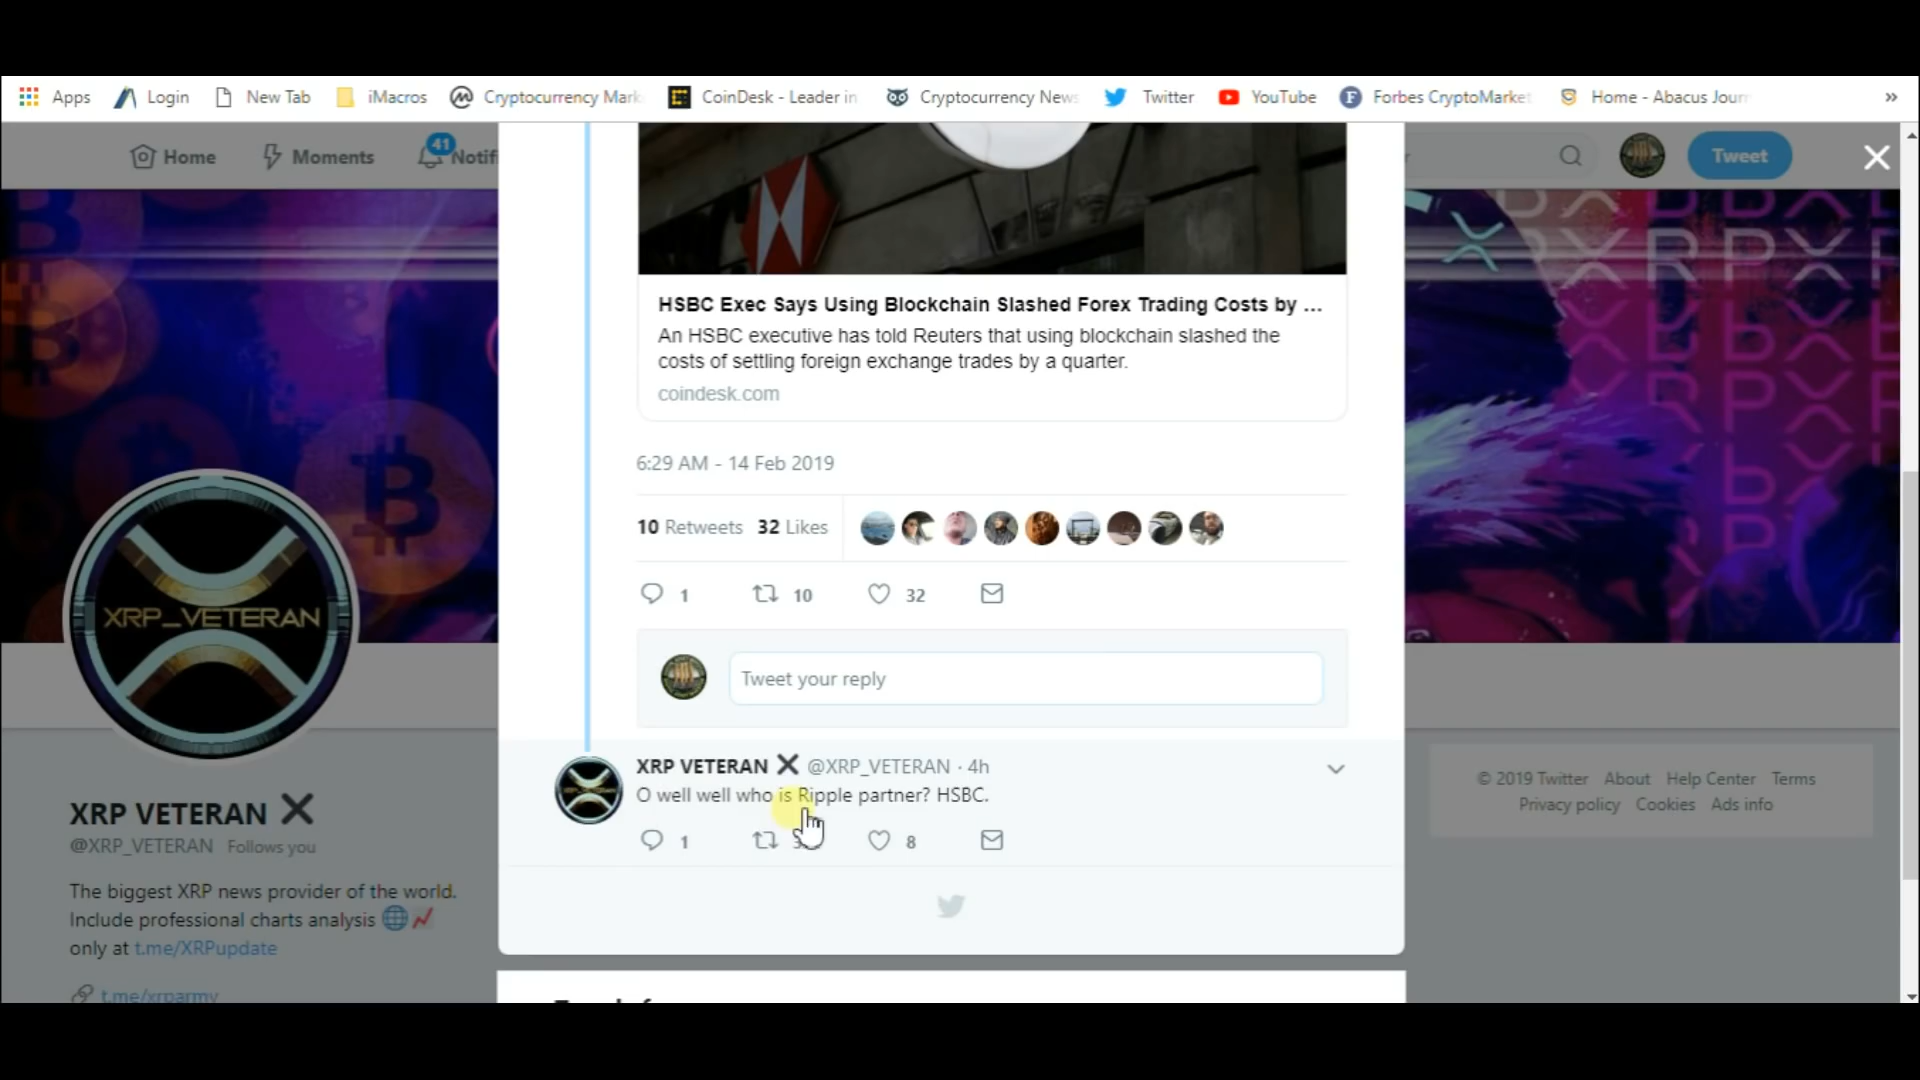 Apps
Login
New Tab
iMacros
Cryptocurrency Mark
CoinDesk - Leader in
Cryptocurrency News
Twitter
YouTube
Forbes CryptoMarket
Home - Abacus Journ
»
Home
Moments
41
Notifi
Tweet
HSBC Exec Says Using Blockchain Slashed Forex Trading Costs by ...
An HSBC executive has told Reuters that using blockchain slashed the
costs of settling foreign exchange trades by a quarter.
coindesk.com
6:29 AM - 14 Feb 2019
10 Retweets 32 Likes
1 10 32
Tweet your reply
XRP VETERAN @XRP_VETERAN · 4h
O well well who is Ripple partner? HSBC.
1
8
XRP_VETERAN
XRP VETERAN
@XRP_VETERAN Follows you
The biggest XRP news provider of the world.
Include professional charts analysis
only at t.me/XRPupdate
t.me/xrparmy
© 2019 Twitter About Help Center Terms
Privacy policy Cookies Ads info